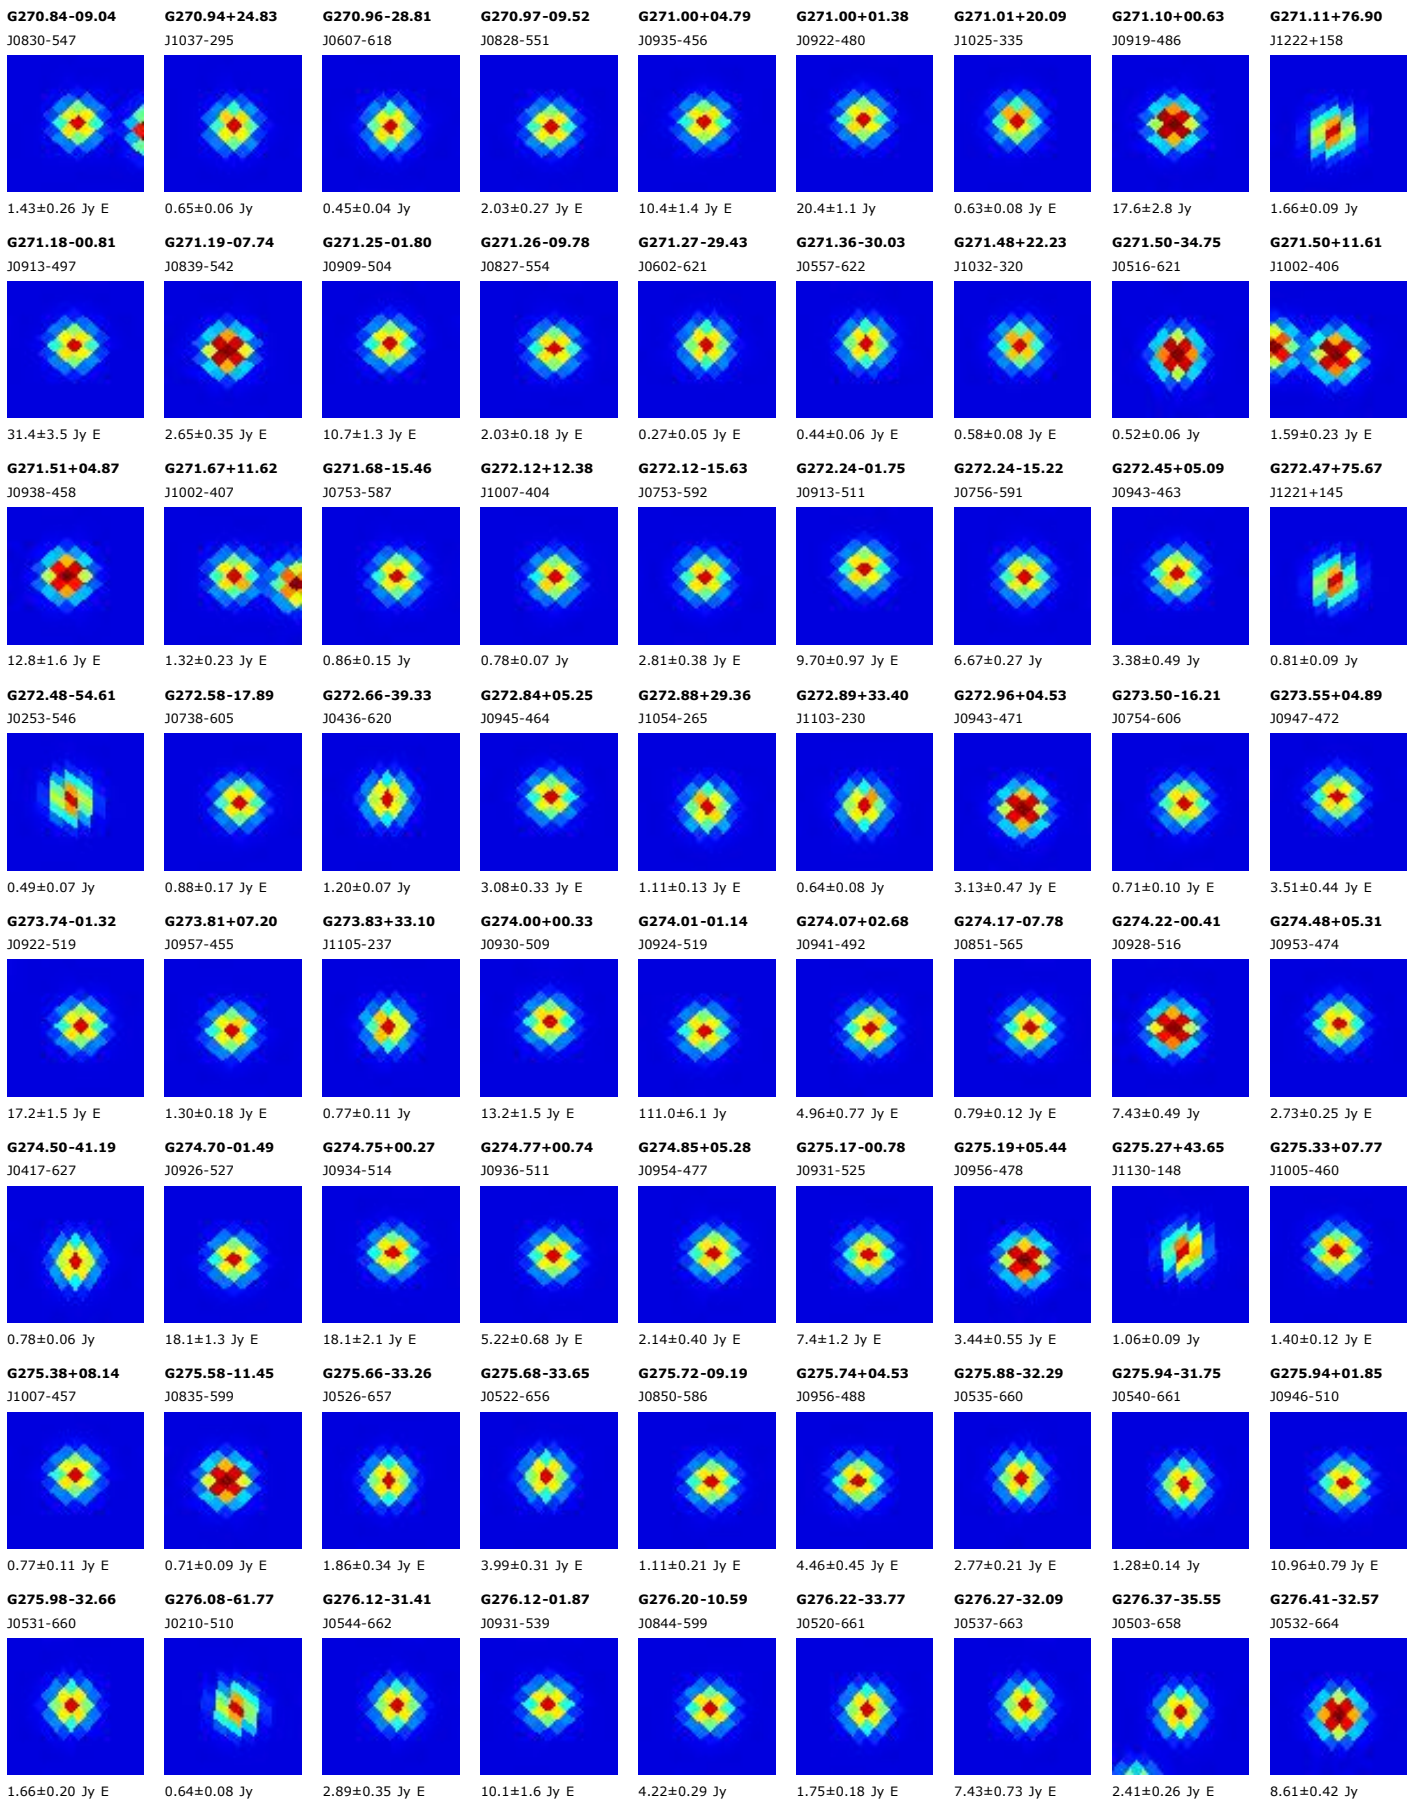 G270.84-09.04 G270.94+24.83 G270.96-28.81 G270.97-09.52 G271.00+04.79 G271.00+01.38 G271.01+20.09 G271.10+00.63 G271.11+76.90
J0830-547 J1037-295 J0607-618 J0828-551 J0935-456 J0922-480 J1025-335 J0919-486 J1222+158
1.43±0.26 Jy E 0.65±0.06 Jy 0.45±0.04 Jy 2.03±0.27 Jy E 10.4±1.4 Jy E 20.4±1.1 Jy 0.63±0.08 Jy E 17.6±2.8 Jy 1.66±0.09 Jy
G271.18-00.81 G271.19-07.74 G271.25-01.80 G271.26-09.78 G271.27-29.43 G271.36-30.03 G271.48+22.23 G271.50-34.75 G271.50+11.61
J0913-497 J0839-542 J0909-504 J0827-554 J0602-621 J0557-622 J1032-320 J0516-621 J1002-406
31.4±3.5 Jy E 2.65±0.35 Jy E 10.7±1.3 Jy E 2.03±0.18 Jy E 0.27±0.05 Jy E 0.44±0.06 Jy E 0.58±0.08 Jy E 0.52±0.06 Jy 1.59±0.23 Jy E
G271.51+04.87 G271.67+11.62 G271.68-15.46 G272.12+12.38 G272.12-15.63 G272.24-01.75 G272.24-15.22 G272.45+05.09 G272.47+75.67
J0938-458 J1002-407 J0753-587 J1007-404 J0753-592 J0913-511 J0756-591 J0943-463 J1221+145
12.8±1.6 Jy E 1.32±0.23 Jy E 0.86±0.15 Jy 0.78±0.07 Jy 2.81±0.38 Jy E 9.70±0.97 Jy E 6.67±0.27 Jy 3.38±0.49 Jy 0.81±0.09 Jy
G272.48-54.61 G272.58-17.89 G272.66-39.33 G272.84+05.25 G272.88+29.36 G272.89+33.40 G272.96+04.53 G273.50-16.21 G273.55+04.89
J0253-546 J0738-605 J0436-620 J0945-464 J1054-265 J1103-230 J0943-471 J0754-606 J0947-472
0.49±0.07 Jy 0.88±0.17 Jy E 1.20±0.07 Jy 3.08±0.33 Jy E 1.11±0.13 Jy E 0.64±0.08 Jy 3.13±0.47 Jy E 0.71±0.10 Jy E 3.51±0.44 Jy E
G273.74-01.32 G273.81+07.20 G273.83+33.10 G274.00+00.33 G274.01-01.14 G274.07+02.68 G274.17-07.78 G274.22-00.41 G274.48+05.31
J0922-519 J0957-455 J1105-237 J0930-509 J0924-519 J0941-492 J0851-565 J0928-516 J0953-474
17.2±1.5 Jy E 1.30±0.18 Jy E 0.77±0.11 Jy 13.2±1.5 Jy E 111.0±6.1 Jy 4.96±0.77 Jy E 0.79±0.12 Jy E 7.43±0.49 Jy 2.73±0.25 Jy E
G274.50-41.19 G274.70-01.49 G274.75+00.27 G274.77+00.74 G274.85+05.28 G275.17-00.78 G275.19+05.44 G275.27+43.65 G275.33+07.77
J0417-627 J0926-527 J0934-514 J0936-511 J0954-477 J0931-525 J0956-478 J1130-148 J1005-460
0.78±0.06 Jy 18.1±1.3 Jy E 18.1±2.1 Jy E 5.22±0.68 Jy E 2.14±0.40 Jy E 7.4±1.2 Jy E 3.44±0.55 Jy E 1.06±0.09 Jy 1.40±0.12 Jy E
G275.38+08.14 G275.58-11.45 G275.66-33.26 G275.68-33.65 G275.72-09.19 G275.74+04.53 G275.88-32.29 G275.94-31.75 G275.94+01.85
J1007-457 J0835-599 J0526-657 J0522-656 J0850-586 J0956-488 J0535-660 J0540-661 J0946-510
0.77±0.11 Jy E 0.71±0.09 Jy E 1.86±0.34 Jy E 3.99±0.31 Jy E 1.11±0.21 Jy E 4.46±0.45 Jy E 2.77±0.21 Jy E 1.28±0.14 Jy 10.96±0.79 Jy E
G275.98-32.66 G276.08-61.77 G276.12-31.41 G276.12-01.87 G276.20-10.59 G276.22-33.77 G276.27-32.09 G276.37-35.55 G276.41-32.57
J0531-660 J0210-510 J0544-662 J0931-539 J0844-599 J0520-661 J0537-663 J0503-658 J0532-664
1.66±0.20 Jy E 0.64±0.08 Jy 2.89±0.35 Jy E 10.1±1.6 Jy E 4.22±0.29 Jy 1.75±0.18 Jy E 7.43±0.73 Jy E 2.41±0.26 Jy E 8.61±0.42 Jy